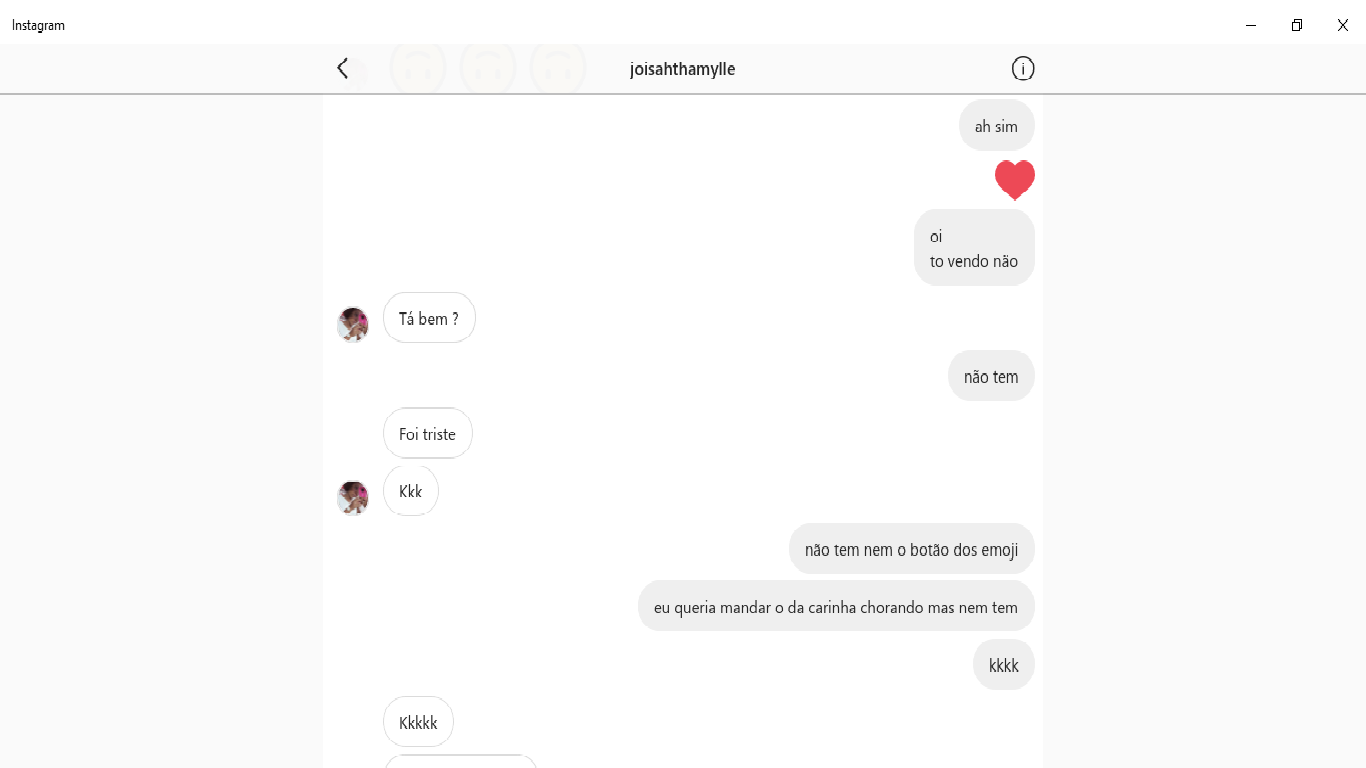 Instagram
joisahthamylle
ah sim
oi
to vendo não
Tá bem ?
não tem
Foi triste
Kkk
não tem nem o botão dos emoji
eu queria mandar o da carinha chorando mas nem tem
kkkk
Kkkkk